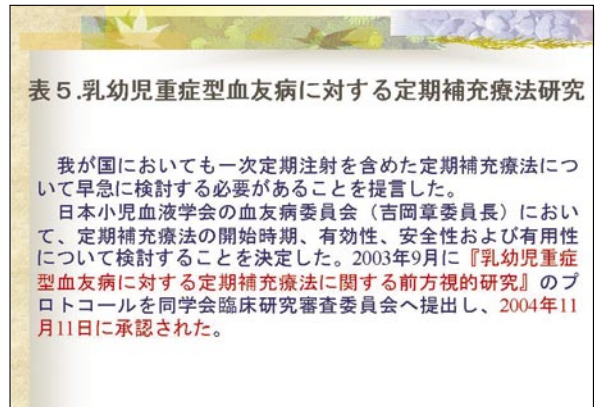 表５.乳幼児重症型血友病に対する定期補充療法研究
我が国においても一次定期注射を含めた定期補充療法につ
いて早急に検討する必要があることを提言した。
日本小児血液学会の血友病委員会（吉岡章委員長）におい
て、定期補充療法の開始時期、有効性、安全性および有用性
について検討することを決定した。2003年9月に『乳幼児重症
型血友病に対する定期補充療法に関する前方視的研究』のプ
ロトコールを同学会臨床研究審査委員会へ提出し、2004年11
月11日に承認された。